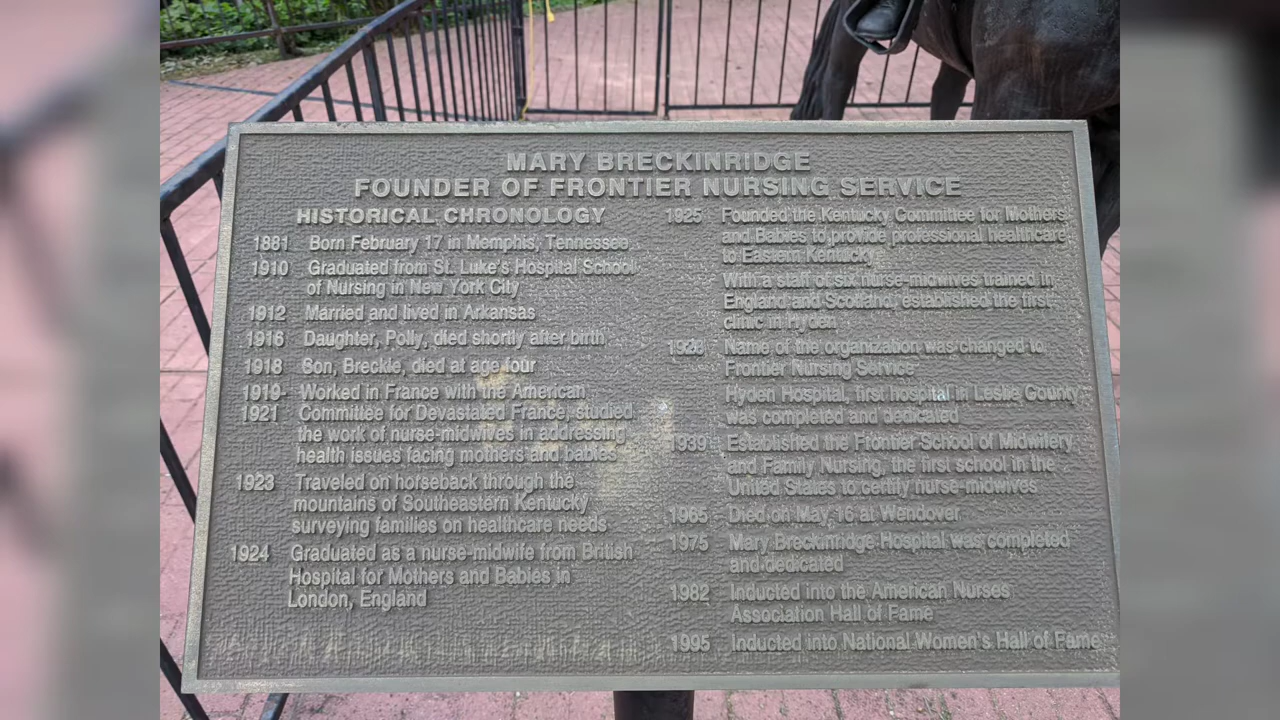 MARY BRECKINRIDGE
FOUNDER OF FRONTIER NURSING SERVICE
HISTORICAL CHRONOLOGY
1881 Born February 17 in Memphis, Tennessee
1910 Graduated from St. Luke's Hospital School
of Nursing in New York City
1912 Married and lived in Arkansas
1916 Daughter, Polly, died shortly after birth
1918 Son, Breckie, died at age four
1919- Worked in France with the American
1921 Committee for Devastated France, studied
the work of nurse-midwives in addressing
health issues facing mothers and babies
1923 Traveled on horseback through the
mountains of Southeastern Kentucky
surveying families on healthcare needs
1924 Graduated as a nurse-midwife from British
Hospital for Mothers and Babies in
London, England
1925 Founded the Kentucky Committee for Mothers
and Babies to provide professional healthcare
to Eastern Kentucky
With a staff of six nurse-midwives trained in
England and Scotland, established the first
clinic in Hyden
Name of the organization was changed to
Frontier Nursing Service
Hyden Hospital, first hospital in Leslie County
was completed and dedicated
1939 Established the Frontier School of Midwifery
and Family Nursing, the first school in the
United States to certify nurse-midwives
1965 Died on May 16 at Wendover
1975 Mary Breckinridge Hospital was completed
and dedicated
1982 Inducted into the American Nurses
Association Hall of Fame
1995 Inducted into National Women's Hall of Fame